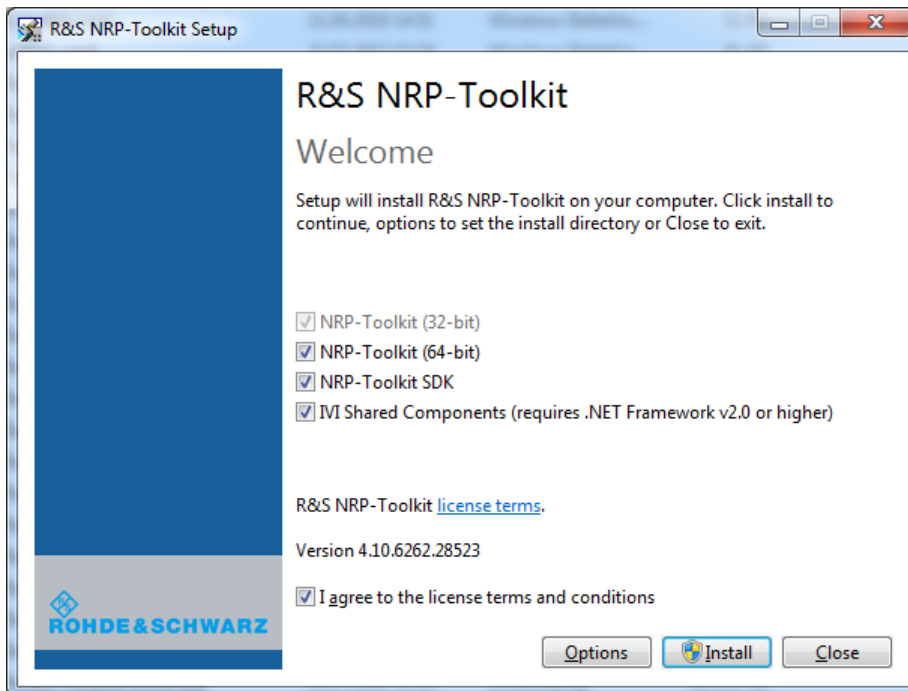 R&S NRP-Toolkit Setup
R&S NRP-Toolkit
Welcome
Setup will install R&S NRP-Toolkit on your computer. Click install to
continue, options to set the install directory or Close to exit.
NRP-Toolkit (32-bit)
NRP-Toolkit (64-bit)
NRP-Toolkit SDK
IVI Shared Components (requires .NET Framework v2.0 or higher)
R&S NRP-Toolkit license terms.
Version 4.10.6262.28523
I agree to the license terms and conditions
ROHDE&SCHWARZ
Options Install Close